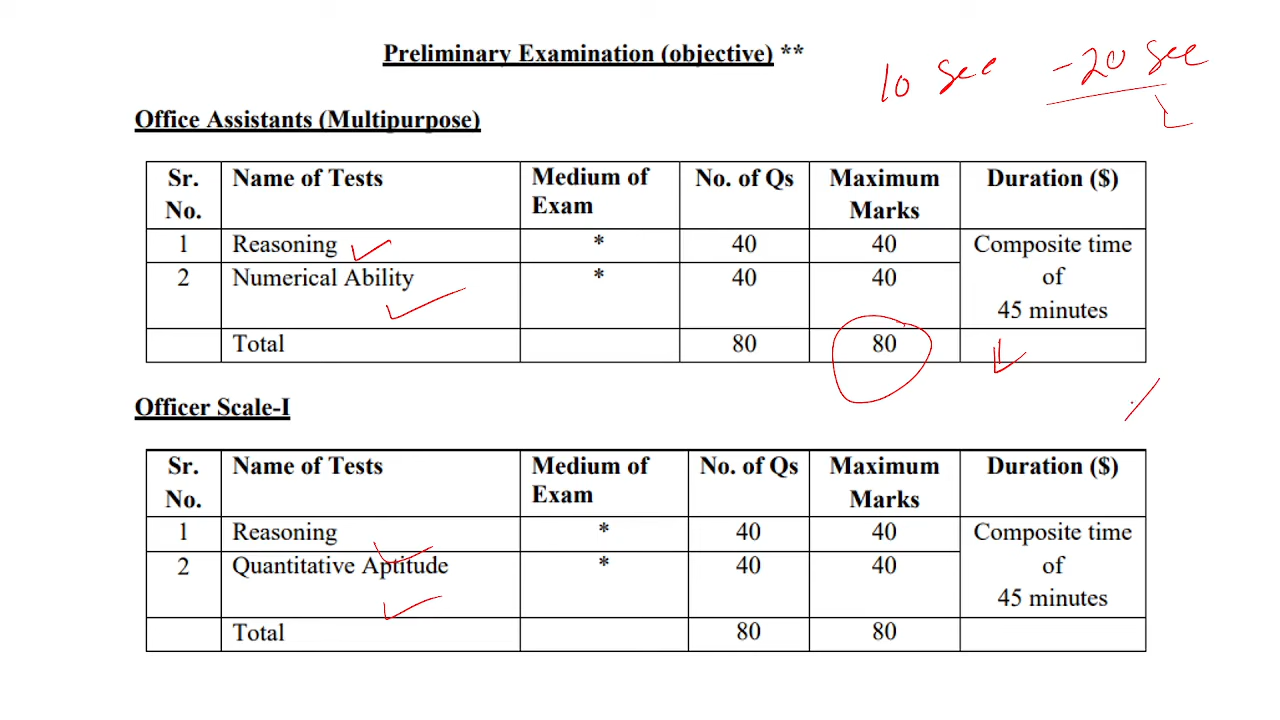 Preliminary Examination (objective) **
10 sec - 20 sec
Office Assistants (Multipurpose)
Sr. No. Name of Tests Medium of Exam No. of Qs Maximum Marks Duration ($)
1 Reasoning * 40 40 Composite time of 45 minutes
2 Numerical Ability * 40 40
Total 80 80
Officer Scale-I
Sr. No. Name of Tests Medium of Exam No. of Qs Maximum Marks Duration ($)
1 Reasoning * 40 40 Composite time of 45 minutes
2 Quantitative Aptitude * 40 40
Total 80 80